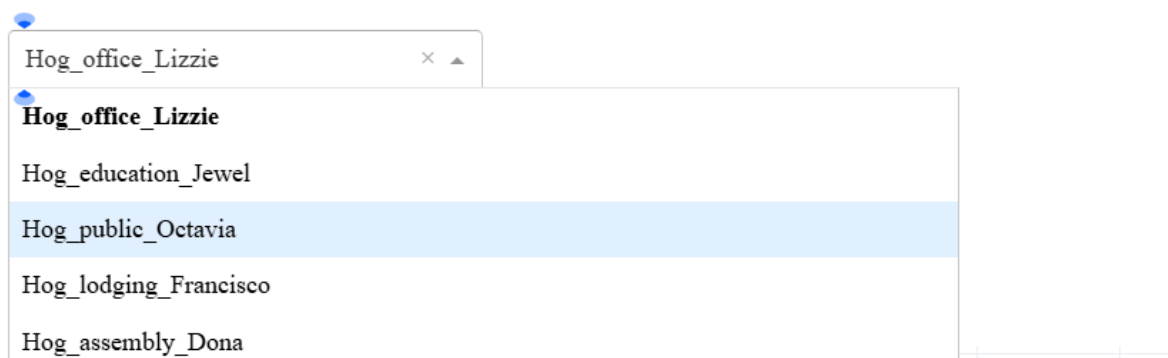 Hog_office_Lizzie
Hog_office_Lizzie
Hog_education_Jewel
Hog_public_Octavia
Hog_lodging_Francisco
Hog_assembly_Dona